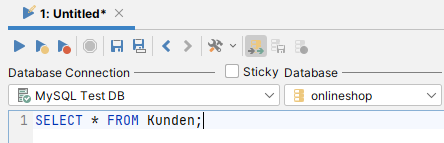 1: Untitled*
Database Connection Sticky Database
MySQL Test DB onlineshop
1 SELECT * FROM Kunden;